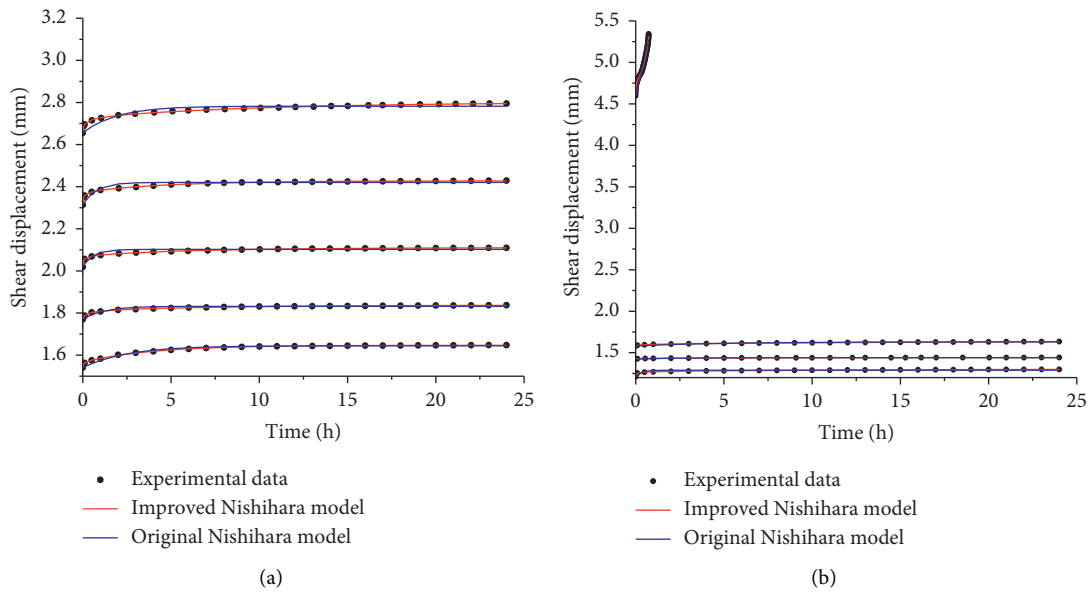 3.2
3.0
2.8
2.6
2.4
2.2
2.0
1.8
1.6
Shear displacement (mm)
0 5 10 15 20 25
Time (h)
Experimental data
Improved Nishihara model
Original Nishihara model
(a)
5.5
5.0
4.5
4.0
3.5
3.0
2.5
2.0
1.5
Shear displacement (mm)
0 5 10 15 20 25
Time (h)
Experimental data
Improved Nishihara model
Original Nishihara model
(b)